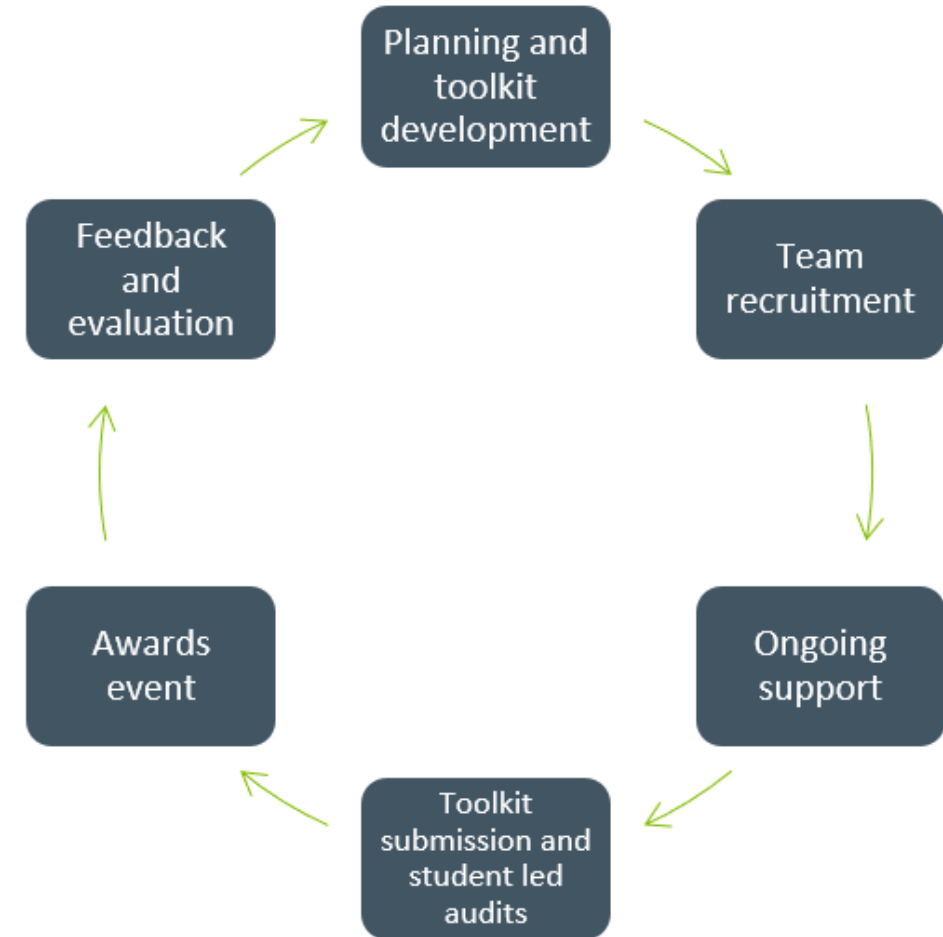 Planning and
toolkit
development
Team
recruitment
Ongoing
support
Toolkit
submission and
student led
audits
Awards
event
Feedback
and
evaluation